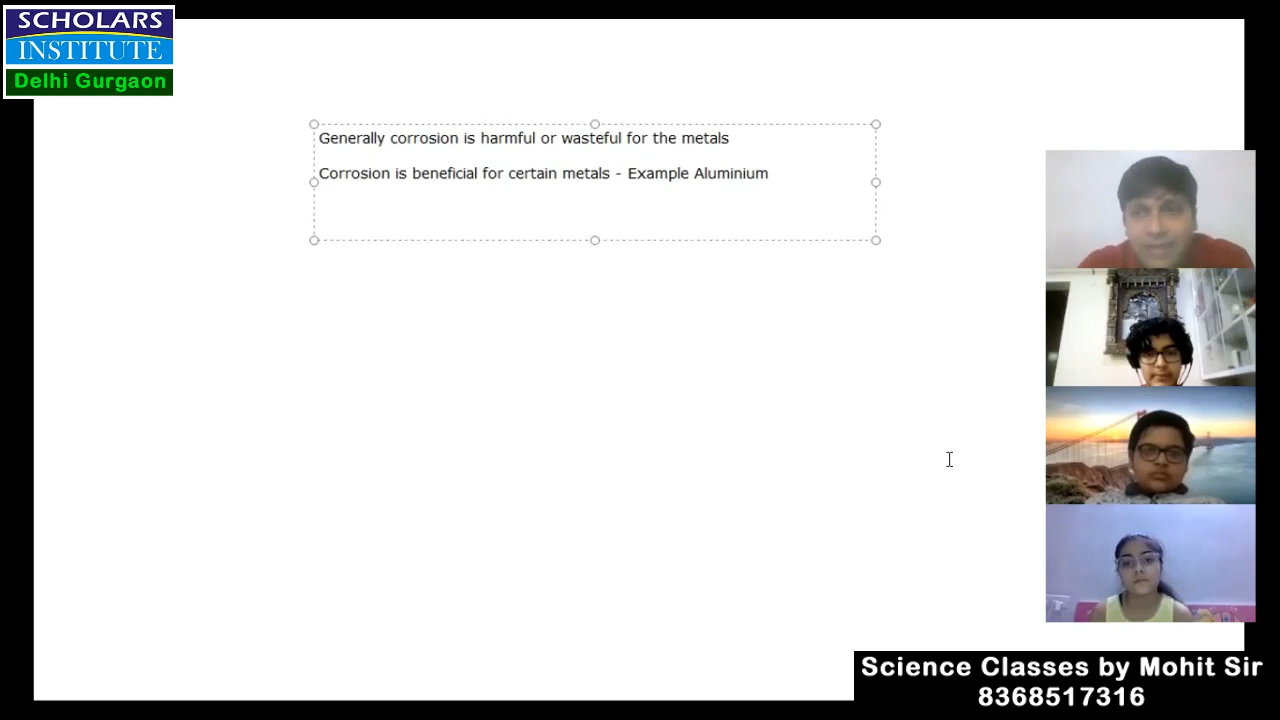 SCHOLARS
INSTITUTE
Delhi Gurgaon
Generally corrosion is harmful or wasteful for the metals
Corrosion is beneficial for certain metals - Example Aluminium
Science Classes by Mohit Sir
8368517316